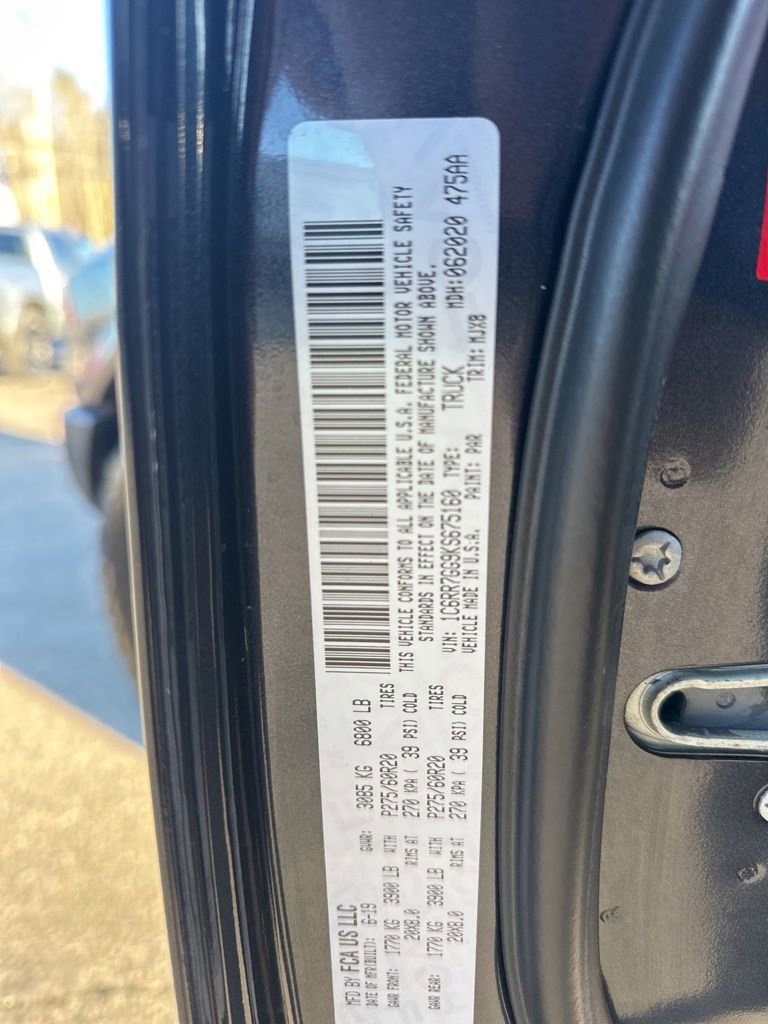 MFD BY FCA US LLC
DATE OF MFR(BUILT): 6-19 GVWR: 3085 KG 6800 LB
GAWR FRONT: 1770 KG 3900 LB WITH P275/60R20 TIRES
20X8.0 RIMS AT 270 KPA ( 39 PSI) COLD
GAWR REAR: 1770 KG 3900 LB WITH P275/60R20 TIRES
20X8.0 RIMS AT 270 KPA ( 39 PSI) COLD
THIS VEHICLE CONFORMS TO ALL APPLICABLE U.S.A. FEDERAL MOTOR VEHICLE SAFETY
STANDARDS IN EFFECT ON THE DATE OF MANUFACTURE SHOWN ABOVE.
VIN: 1C6RR7GG9KS675160 TYPE: TRUCK MDH:062020 475AA
VEHICLE MADE IN U.S.A. PAINT: PAR TRIM: MJX8